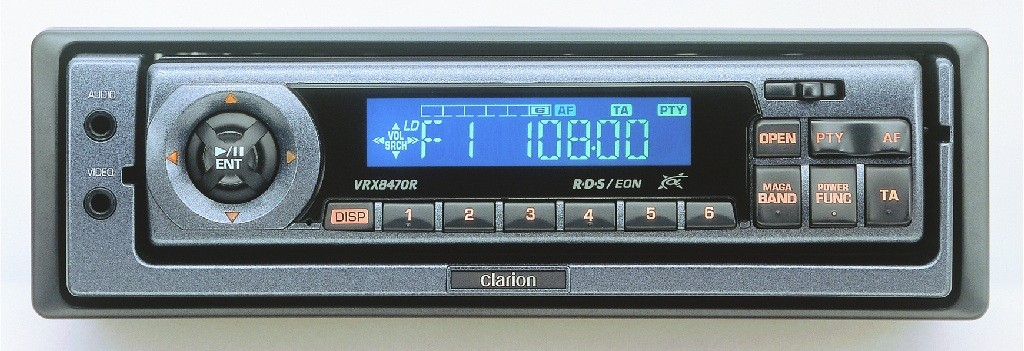 AUDIO
VIDEO
▶/II
ENT
VOL
SRCH
LD
AF
TA
PTY
F 1 108.00
VRX8470R
R·D·S/EON
DISP
1
2
3
4
5
6
OPEN
PTY AF
MAGA
BAND
POWER
FUNC
TA
clarion